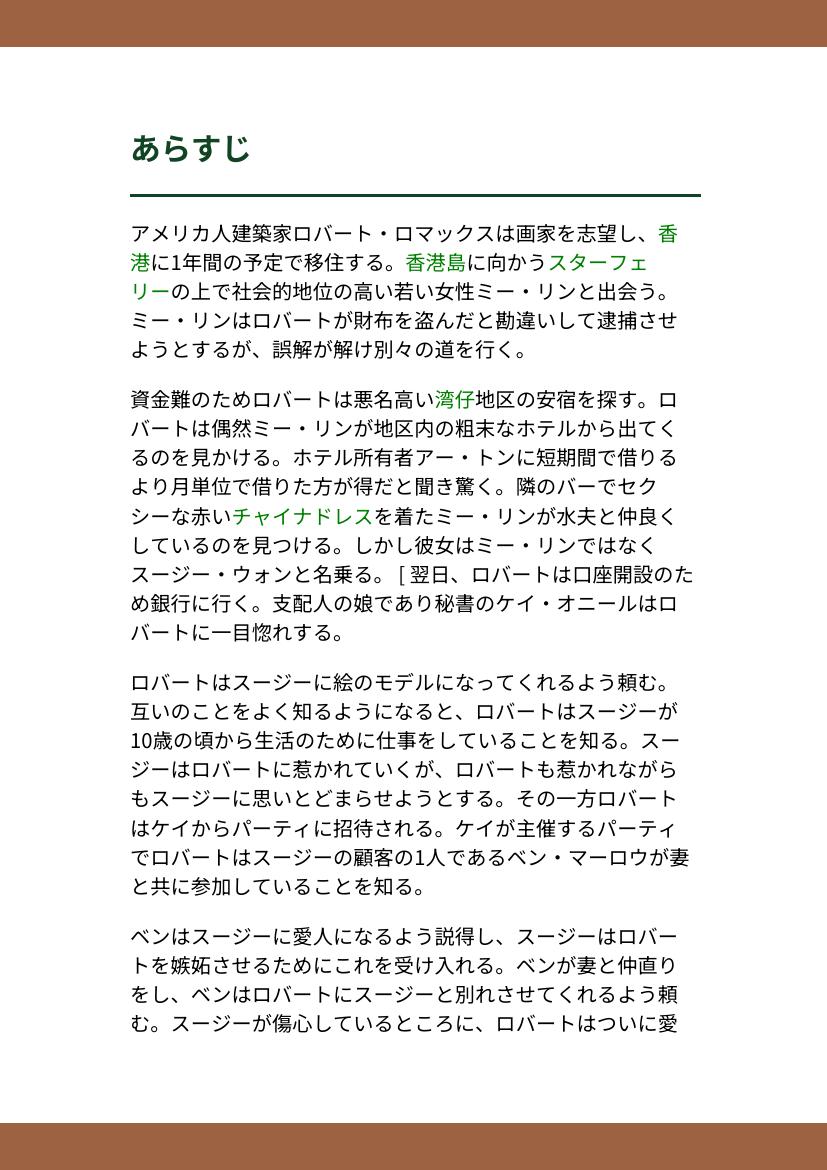 あらすじ
アメリカ人建築家ロバート・ロマックスは画家を志望し、香
港に1年間の予定で移住する。香港島に向かうスターフェ
リーの上で社会的地位の高い若い女性ミー・リンと出会う。
ミー・リンはロバートが財布を盗んだと勘違いして逮捕させ
ようとするが、誤解が解け別々の道を行く。
資金難のためロバートは悪名高い湾仔地区の安宿を探す。ロ
バートは偶然ミー・リンが地区内の粗末なホテルから出てく
るのを見かける。ホテル所有者アー・トンに短期間で借りる
より月単位で借りた方が得だと聞き驚く。隣のバーでセク
シーな赤いチャイナドレスを着たミー・リンが水夫と仲良く
しているのを見つける。しかし彼女はミー・リンではなく
スージー・ウォンと名乗る。 [ 翌日、ロバートは口座開設のた
め銀行に行く。支配人の娘であり秘書のケイ・オニールはロ
バートに一目惚れする。
ロバートはスージーに絵のモデルになってくれるよう頼む。
互いのことをよく知るようになると、ロバートはスージーが
10歳の頃から生活のために仕事をしていることを知る。スー
ジーはロバートに惹かれていくが、ロバートも惹かれながら
もスージーに思いとどまらせようとする。その一方ロバート
はケイからパーティに招待される。ケイが主催するパーティ
でロバートはスージーの顧客の1人であるベン・マーロウが妻
と共に参加していることを知る。
ベンはスージーに愛人になるよう説得し、スージーはロバー
トを嫉妬させるためにこれを受け入れる。ベンが妻と仲直り
をし、ベンはロバートにスージーと別れさせてくれるよう頼
む。スージーが傷心しているところに、ロバートはついに愛